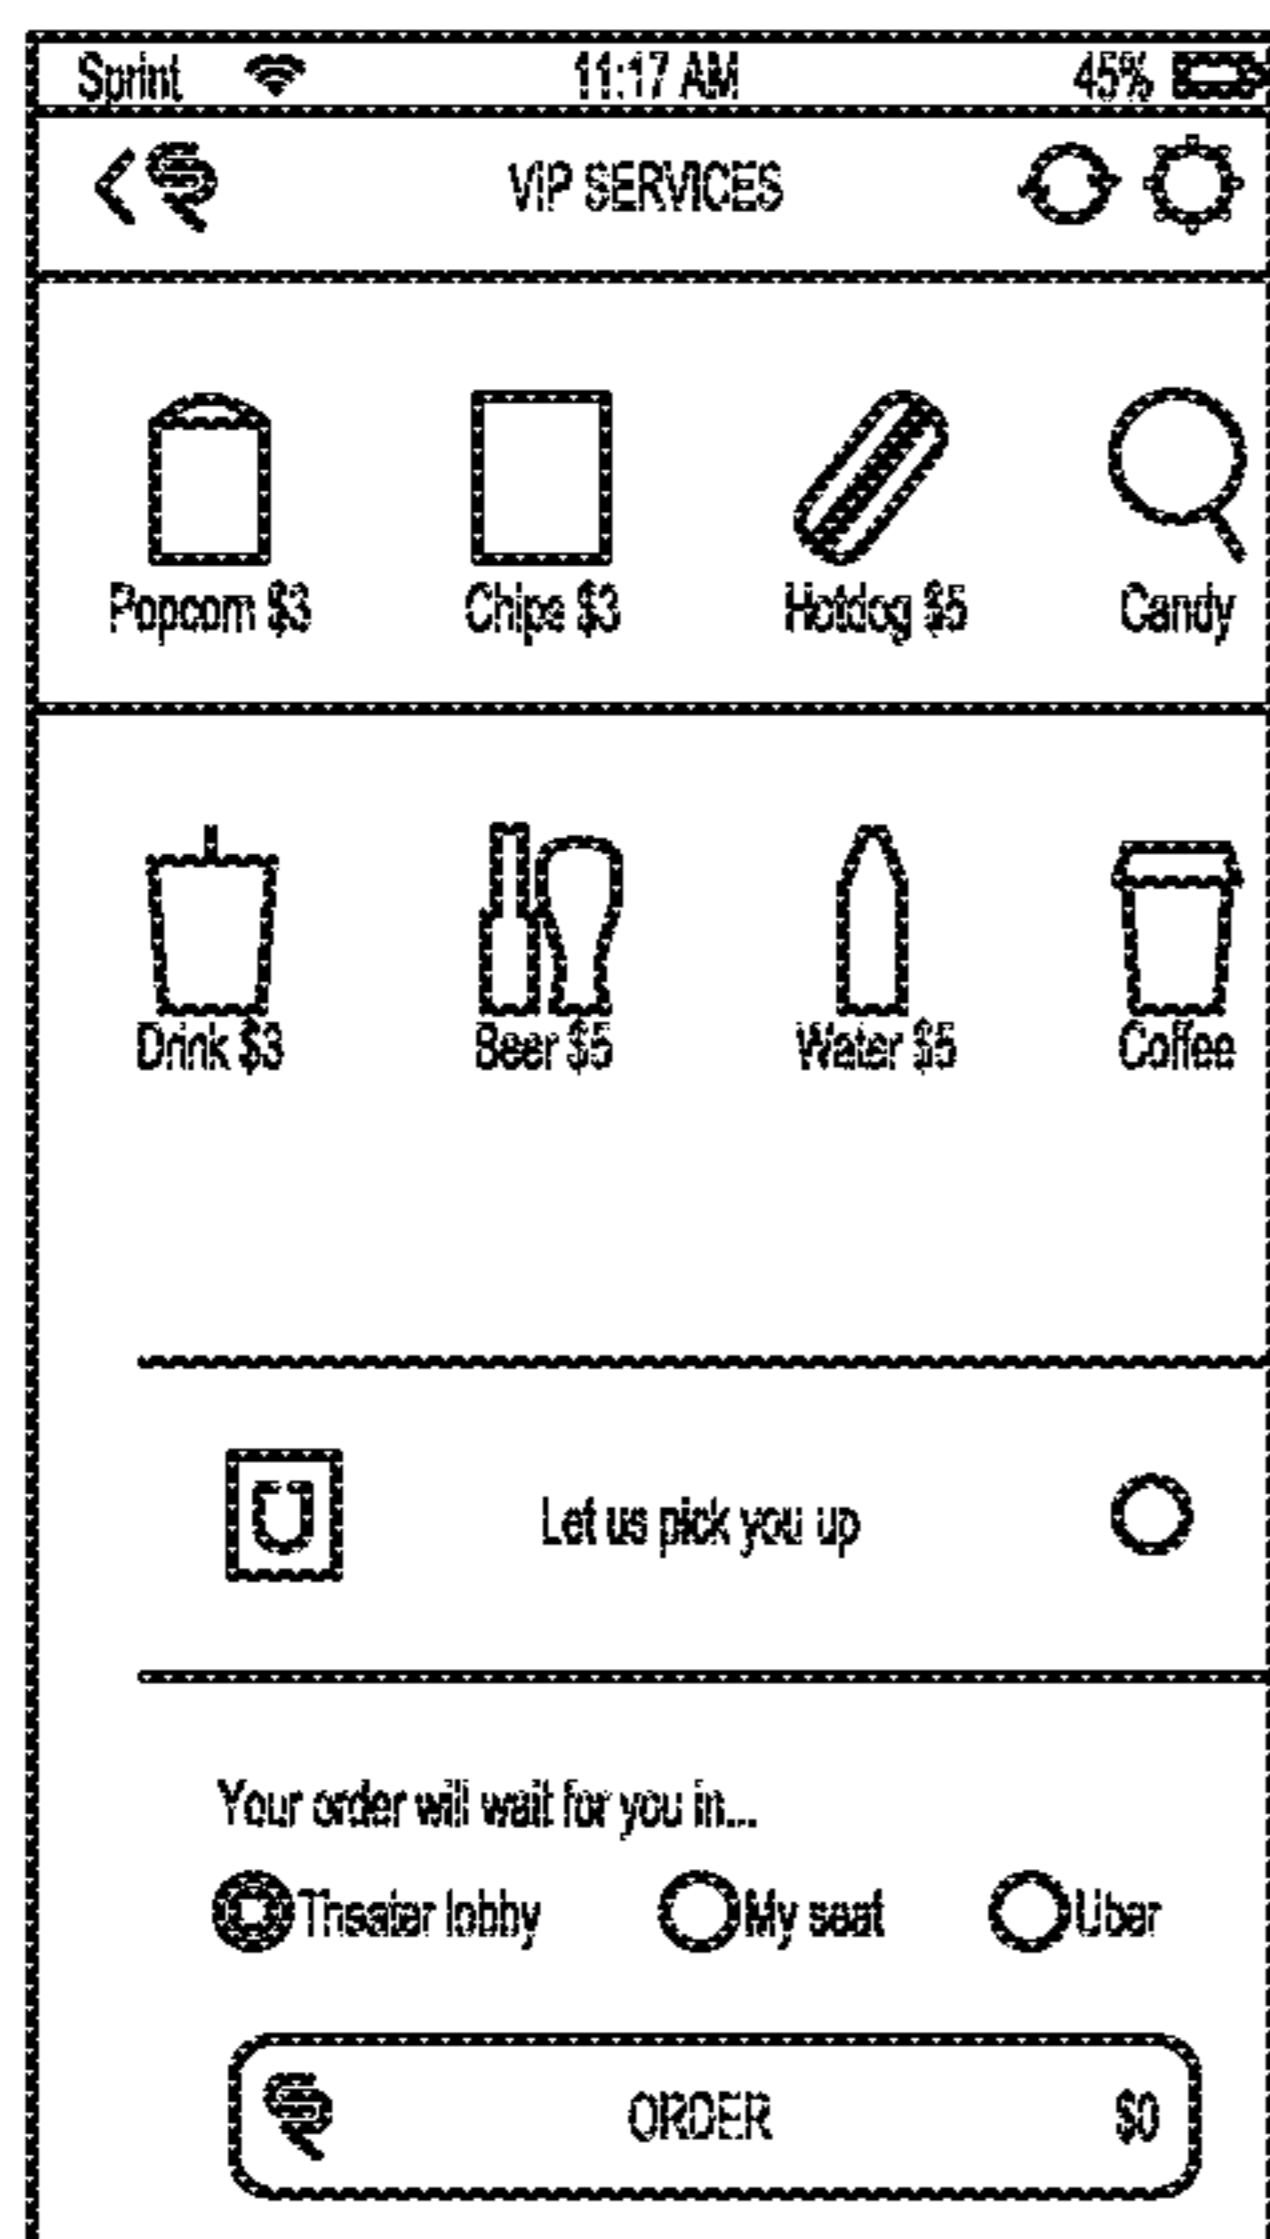 Sprint 11:17 AM 45%
VIP SERVICES
Popcorn $3 Chips $3 Hotdog $5 Candy
Drink $3 Beer $5 Water $5 Coffee
U Let us pick you up
Your order will wait for you in...
Theater lobby My seat Uber
ORDER $0